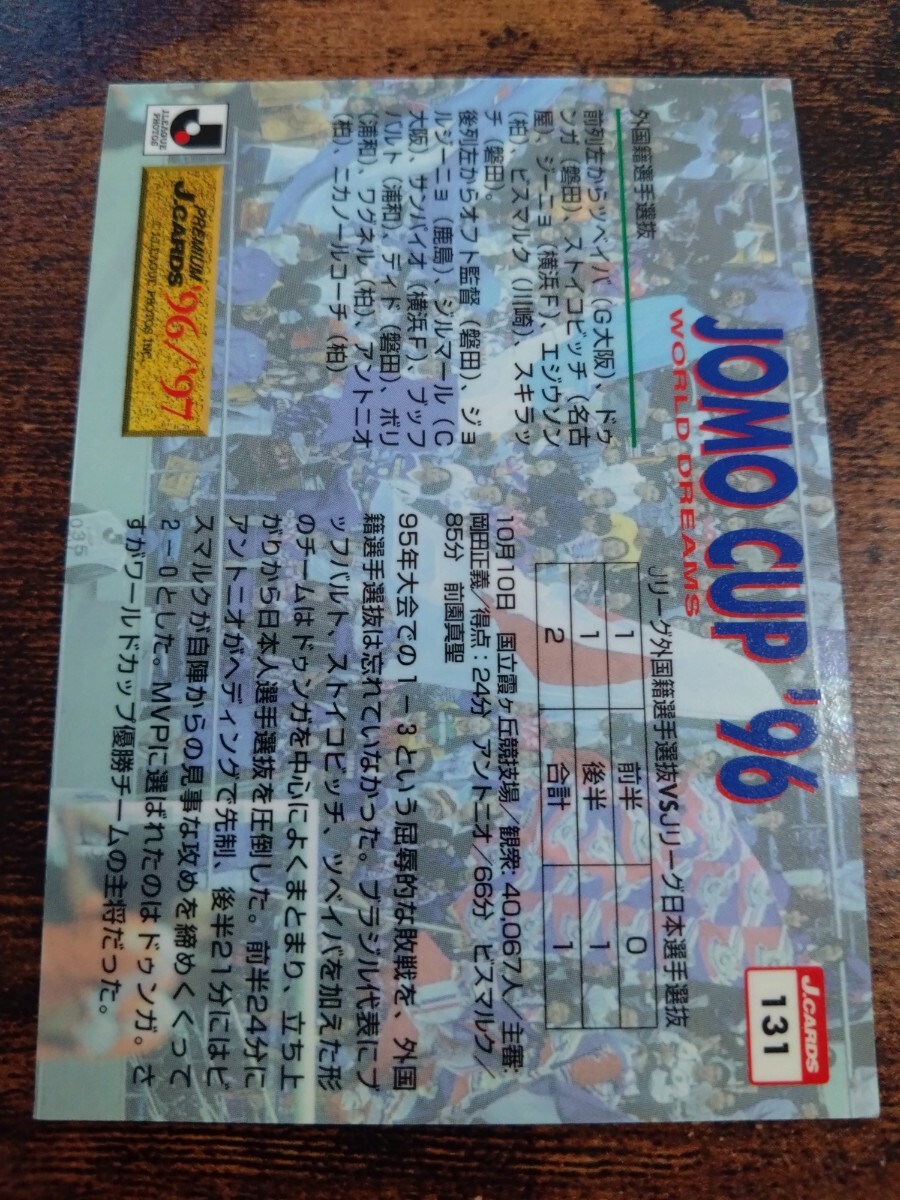 JOMO CUP '96
WORLD DREAMS
J.CARDS
131
外国籍選手選抜
前列左からツベイバ（G大阪）、ドゥ
ンガ（磐田）、ストイコビッチ（名古
屋）、ジーニョ（横浜F）、エジウソン
（柏）、ビスマルク（川崎）、スキラッ
チ（磐田）。
後列左からオフト監督（磐田）、ジョ
ルジーニョ（鹿島）、ジルマール（C
大阪）、サンパイオ（横浜F）、ブッフ
バルト（浦和）、ディド（磐田）、ボリ
（浦和）、ワグネル（柏）、アントニオ
（柏）、ニカノールコーチ（柏）
Jリーグ外国籍選手選抜VSJリーグ日本選手選抜
1 前半 0
1 後半 1
2 合計 1
10月10日　国立霞ヶ丘競技場／観衆：40,067人／主審：
岡田正義／得点：24分 アントニオ／66分　ビスマルク／
85分　前園真聖
95年大会での1－3という屈辱的な敗戦を、外国
籍選手選抜は忘れていなかった。ブラジル代表にブ
ッフバルト、ストイコビッチ、ツベイバを加えた形
のチームはドゥンガを中心によくまとまり、立ち上
がりから日本人選手選抜を圧倒した。前半24分に
アントニオがヘディングで先制、後半21分にはビ
スマルクが自陣からの見事な攻めを締めくくって
2－0とした。MVPに選ばれたのはドゥンガ。さ
すがワールドカップ優勝チームの主将だった。
J.LEAGUE
PHOTOS
PREMIUM
J.CARDS '96/'97
© J.LEAGUE PHOTOS INC.
035